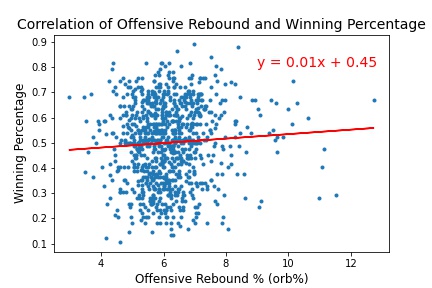 Correlation of Offensive Rebound and Winning Percentage
0.9
0.8
0.7
0.6
0.5
0.4
0.3
0.2
0.1
Winning Percentage
y = 0.01x + 0.45
4 6 8 10 12
Offensive Rebound % (orb%)